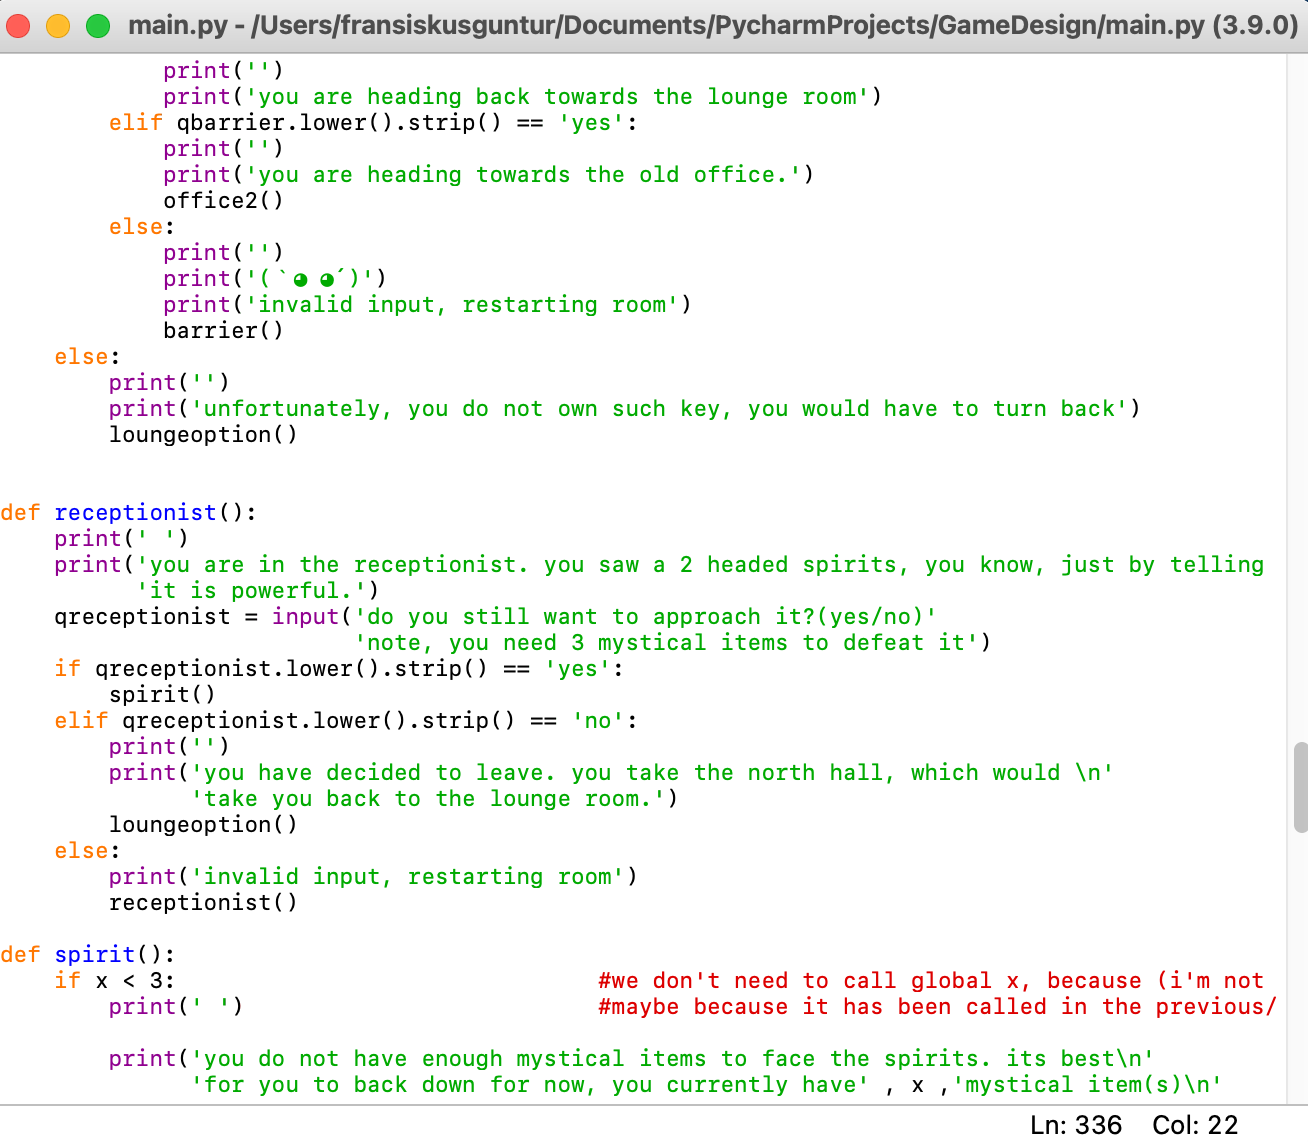 main.py - /Users/fransiskusguntur/Documents/PycharmProjects/GameDesign/main.py (3.9.0)
            print('')
            print('you are heading back towards the lounge room')
        elif qbarrier.lower().strip() == 'yes':
            print('')
            print('you are heading towards the old office.')
            office2()
        else:
            print('')
            print('(`◕ ◕´)')
            print('invalid input, restarting room')
            barrier()
    else:
        print('')
        print('unfortunately, you do not own such key, you would have to turn back')
        loungeoption()
def receptionist():
    print(' ')
    print('you are in the receptionist. you saw a 2 headed spirits, you know, just by telling
          'it is powerful.')
    qreceptionist = input('do you still want to approach it?(yes/no)'
                          'note, you need 3 mystical items to defeat it')
    if qreceptionist.lower().strip() == 'yes':
        spirit()
    elif qreceptionist.lower().strip() == 'no':
        print('')
        print('you have decided to leave. you take the north hall, which would \n'
              'take you back to the lounge room.')
        loungeoption()
    else:
        print('invalid input, restarting room')
        receptionist()
def spirit():
    if x < 3:                               #we don't need to call global x, because (i'm not
        print(' ')                          #maybe because it has been called in the previous/
        print('you do not have enough mystical items to face the spirits. its best\n'
              'for you to back down for now, you currently have' , x ,'mystical item(s)\n'
Ln: 336 Col: 22